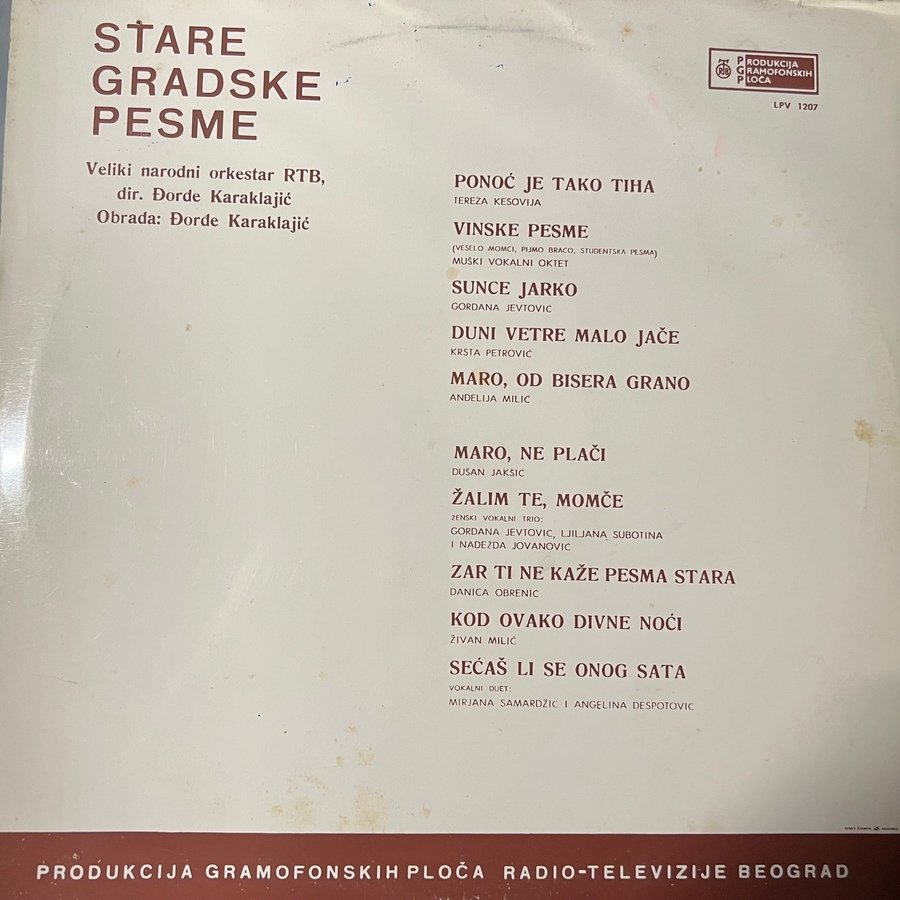 STARE
GRADSKE
PESME
Veliki narodni orkestar RTB,
dir. Đorđe Karaklajić
Obrada: Đorđe Karaklajić
PGP
RTB
PRODUKCIJA
GRAMOFONSKIH
PLOČA
LPV 1207
PONOĆ JE TAKO TIHA
TEREZA KESOVIJA
VINSKE PESME
(VESELO MOMCI, PIJMO BRAĆO, STUDENTSKA PESMA)
MUŠKI VOKALNI OKTET
SUNCE JARKO
GORDANA JEVTOVIĆ
DUNI VETRE MALO JAČE
KRSTA PETROVIĆ
MARO, OD BISERA GRANO
ANĐELIJA MILIĆ
MARO, NE PLAČI
DUŠAN JAKŠIĆ
ŽALIM TE, MOMČE
ŽENSKI VOKALNI TRIO:
GORDANA JEVTOVIĆ, LJILJANA SUBOTINA
I NADEŽDA JOVANOVIĆ
ZAR TI NE KAŽE PESMA STARA
DANICA OBRENIĆ
KOD OVAKO DIVNE NOĆI
ŽIVAN MILIĆ
SEĆAŠ LI SE ONOG SATA
VOKALNI DUET:
MIRJANA SAMARDŽIĆ I ANGELINA DESPOTOVIĆ
PRODUKCIJA GRAMOFONSKIH PLOČA RADIO-TELEVIZIJE BEOGRAD